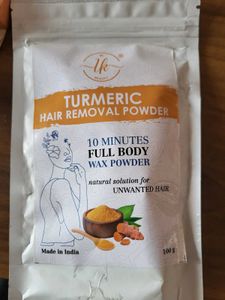 TURMERIC
HAIR REMOVAL POWDER
10 MINUTES
FULL BODY
WAX POWDER
natural solution for
UNWANTED HAIR
Made in India
100 g